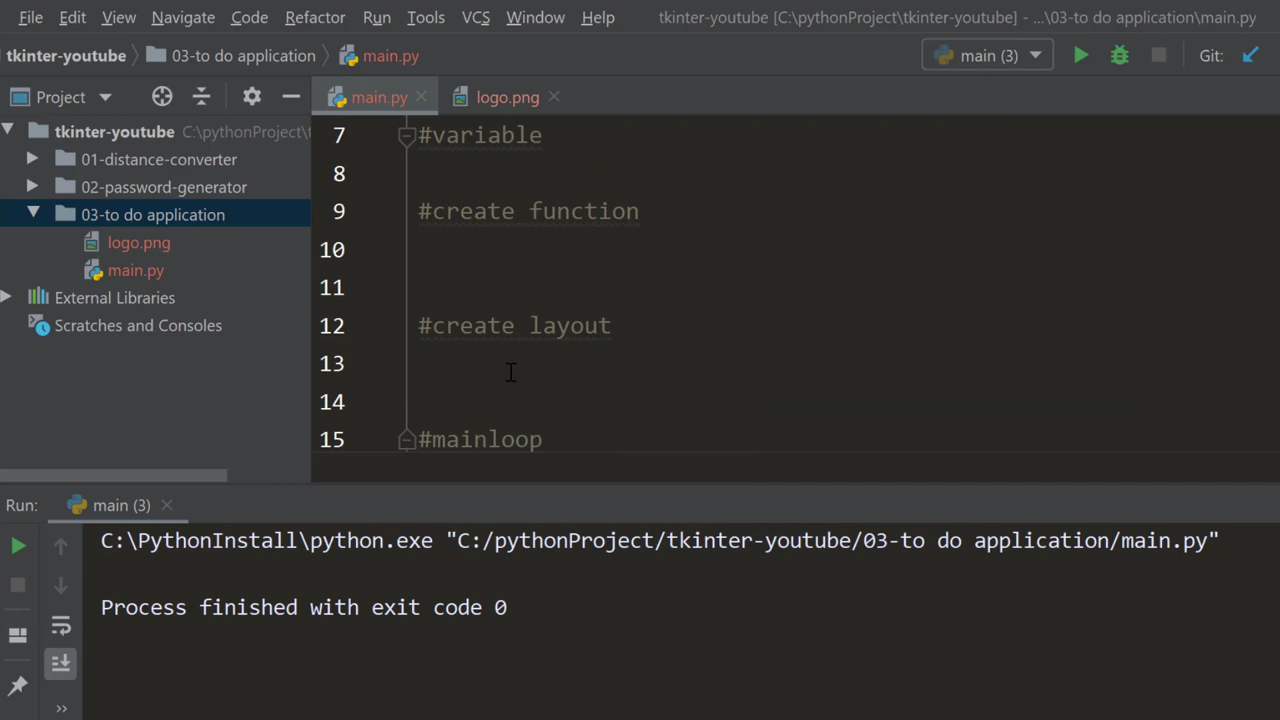 File Edit View Navigate Code Refactor Run Tools VCS Window Help tkinter-youtube [C:\pythonProject\tkinter-youtube] - ...\03-to do application\main.py
tkinter-youtube 03-to do application main.py main (3) Git:
Project main.py logo.png
tkinter-youtube C:\pythonProject\
01-distance-converter
02-password-generator
03-to do application
logo.png
main.py
External Libraries
Scratches and Consoles
7 #variable
8
9 #create function
10
11
12 #create layout
13
14
15 #mainloop
Run: main (3)
C:\PythonInstall\python.exe "C:/pythonProject/tkinter-youtube/03-to do application/main.py"
Process finished with exit code 0